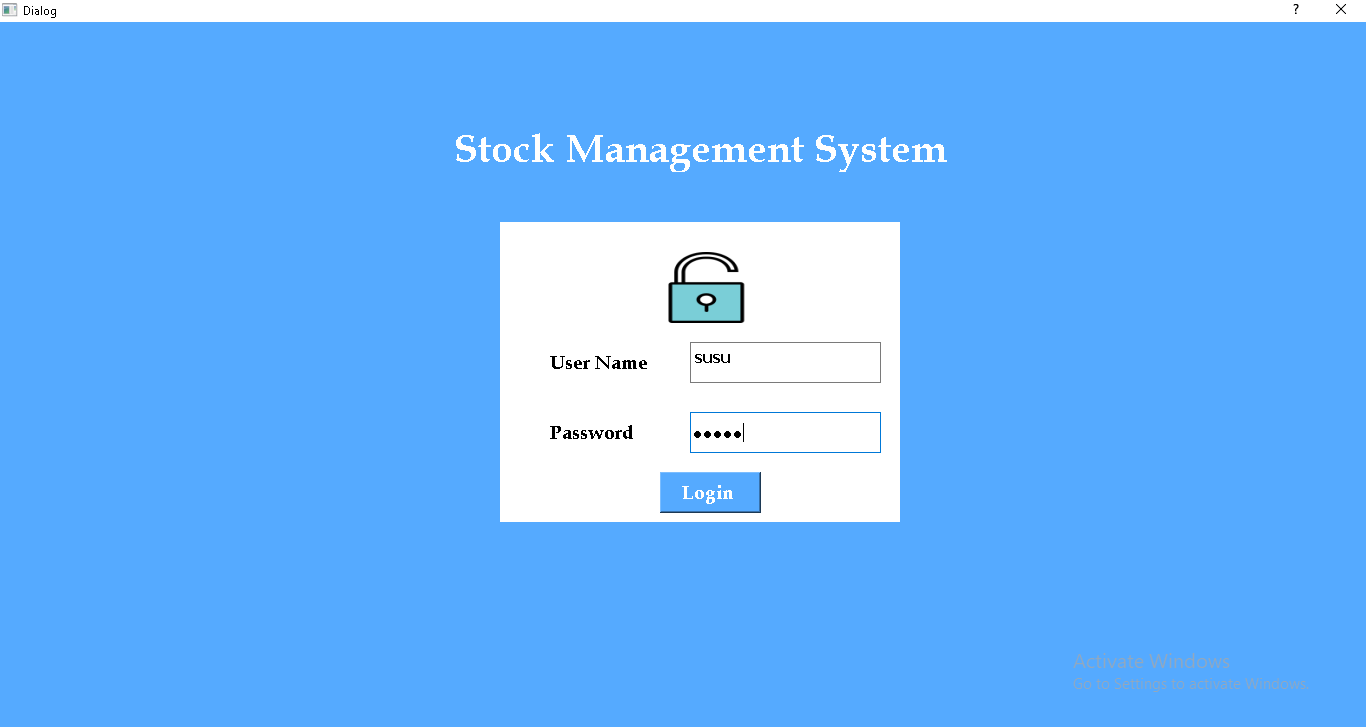 Dialog
?
Stock Management System
User Name
susu
Password
•••••
Login
Activate Windows
Go to Settings to activate Windows.